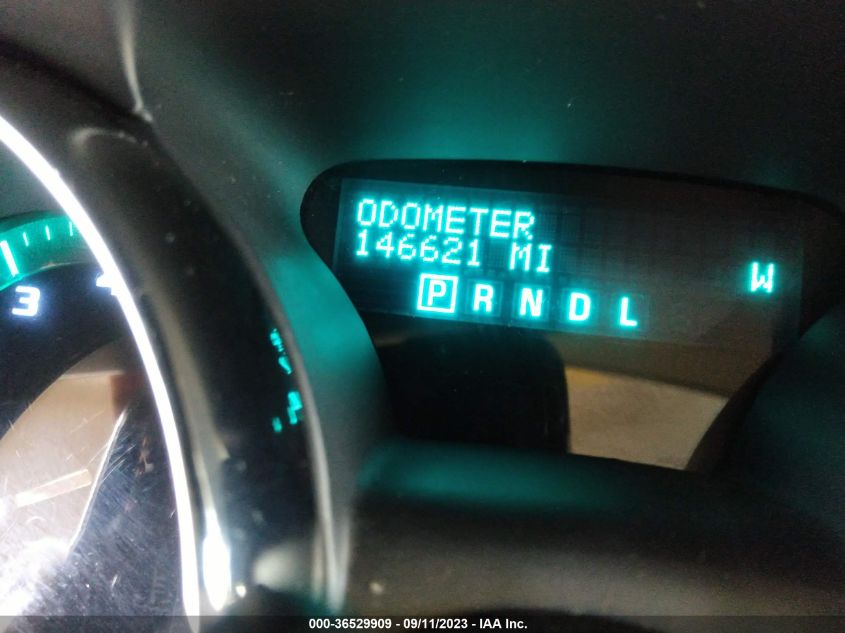 ODOMETER
146621 MI
W
P R N D L
3
000-36529909 - 09/11/2023 - IAA Inc.